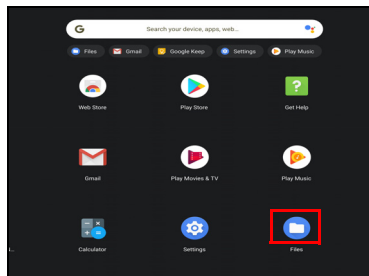 G Search your device, apps, web...
Files Gmail Google Keep Settings Play Music
Web Store Play Store Get Help
Gmail Play Movies & TV Play Music
Calculator Settings Files